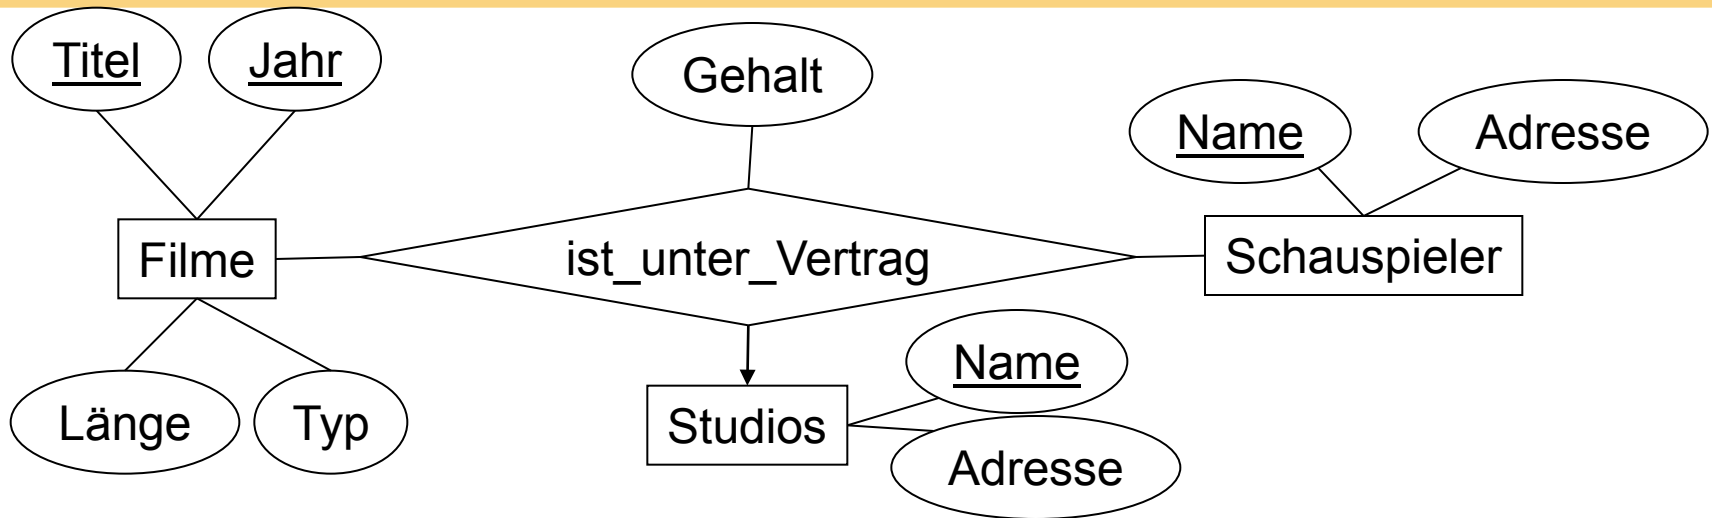 Titel
Jahr
Gehalt
Name
Adresse
Filme
ist_unter_Vertrag
Schauspieler
Länge
Typ
Studios
Name
Adresse